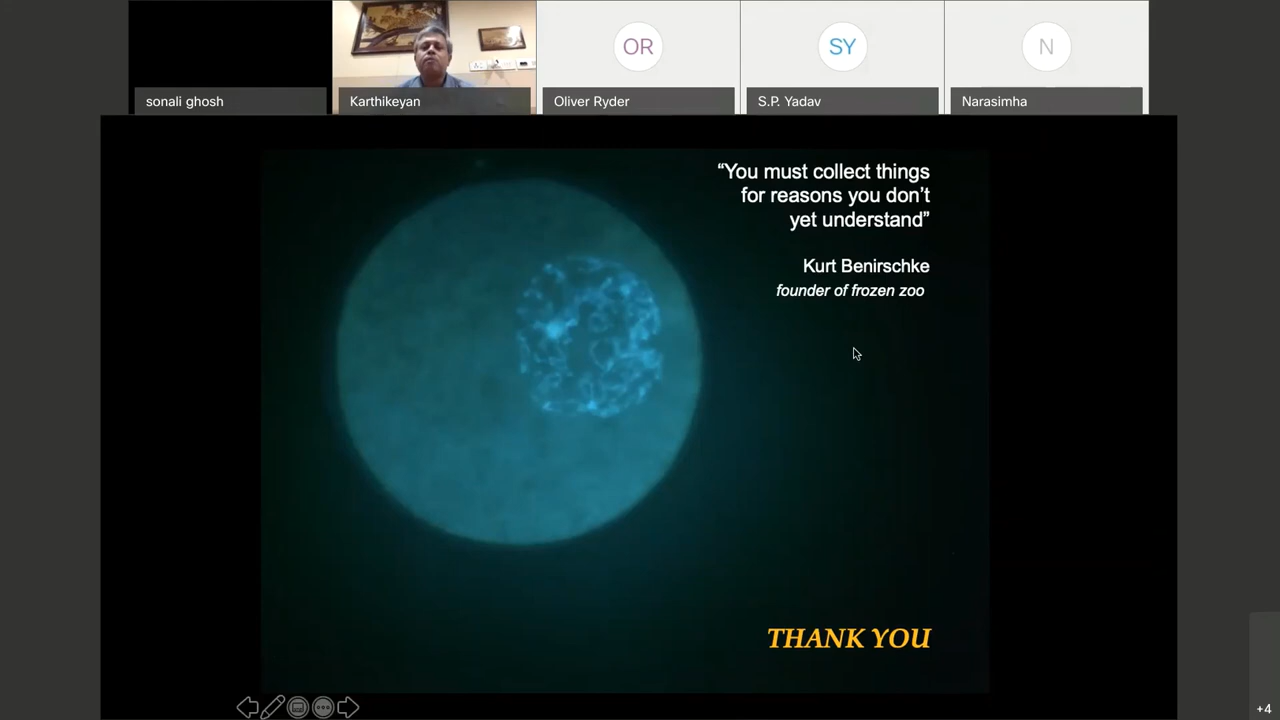 sonali ghosh
Karthikeyan
OR
Oliver Ryder
SY
S.P. Yadav
N
Narasimha
“You must collect things
for reasons you don’t
yet understand”
Kurt Benirschke
founder of frozen zoo
THANK YOU
+4